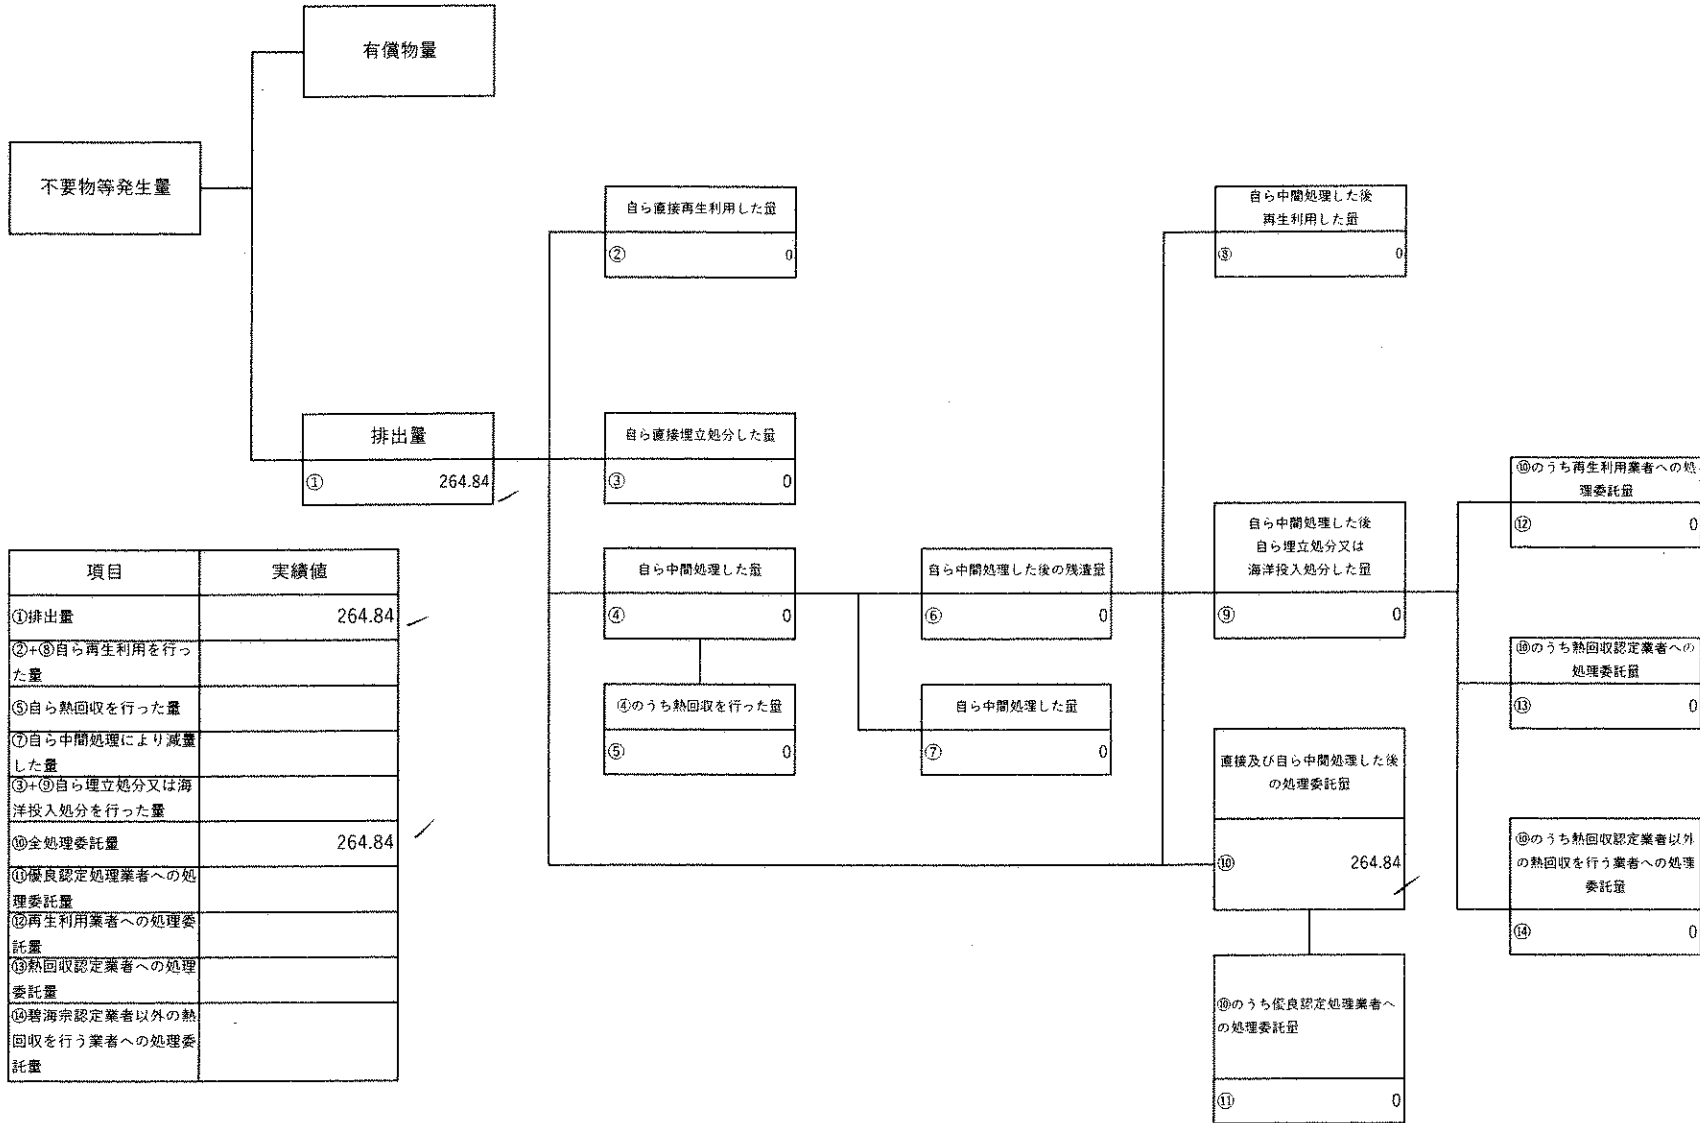 有償物量
不要物等発生量
自ら直接再生利用した量
② 0
自ら中間処理した後
再生利用した量
⑧ 0
排出量
① 264.84
自ら直接埋立処分した量
③ 0
⑩のうち再生利用業者への処
理委託量
⑫ 0
自ら中間処理した後
自ら埋立処分又は
海洋投入処分した量
⑨ 0
自ら中間処理した量
④ 0
自ら中間処理した後の残渣量
⑥ 0
⑩のうち熱回収認定業者への
処理委託量
⑬ 0
④のうち熱回収を行った量
⑤ 0
自ら中間処理した量
⑦ 0
直接及び自ら中間処理した後
の処理委託量
⑩ 264.84
⑩のうち熱回収認定業者以外
の熱回収を行う業者への処理
委託量
⑭ 0
⑩のうち優良認定処理業者へ
の処理委託量
⑪ 0
項目 実績値
①排出量 264.84
②+⑧自ら再生利用を行っ
た量
⑤自ら熱回収を行った量
⑦自ら中間処理により減量
した量
③+⑨自ら埋立処分又は海
洋投入処分を行った量
⑩全処理委託量 264.84
⑪優良認定処理業者への処
理委託量
⑫再生利用業者への処理委
託量
⑬熱回収認定業者への処理
委託量
⑭碧海宗認定業者以外の熱
回収を行う業者への処理委
託量